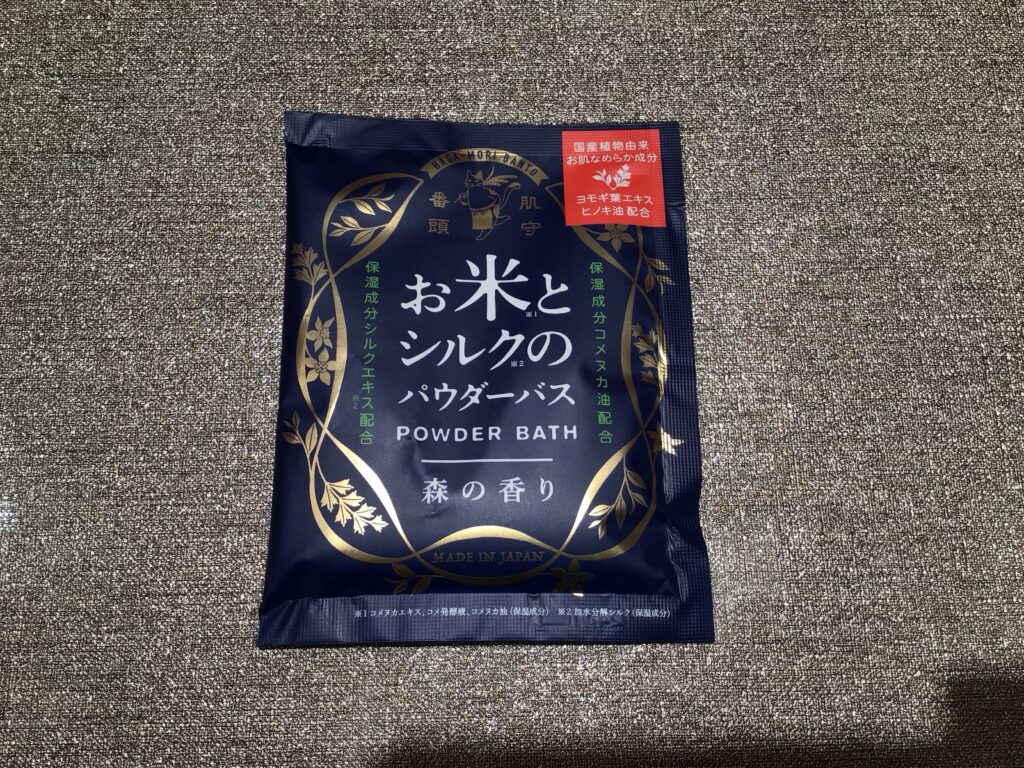 HADA-MORI BANTO
肌守
番頭
国産植物由来
お肌なめらか成分
ヨモギ葉エキス
ヒノキ油配合
お米と
※1
シルクの
※2
パウダーバス
POWDER BATH
森の香り
保湿成分コメヌカ油配合
保湿成分シルクエキス※2配合
MADE IN JAPAN
※1コメヌカエキス、コメ発酵液、コメヌカ油(保湿成分) ※2加水分解シルク(保湿成分)